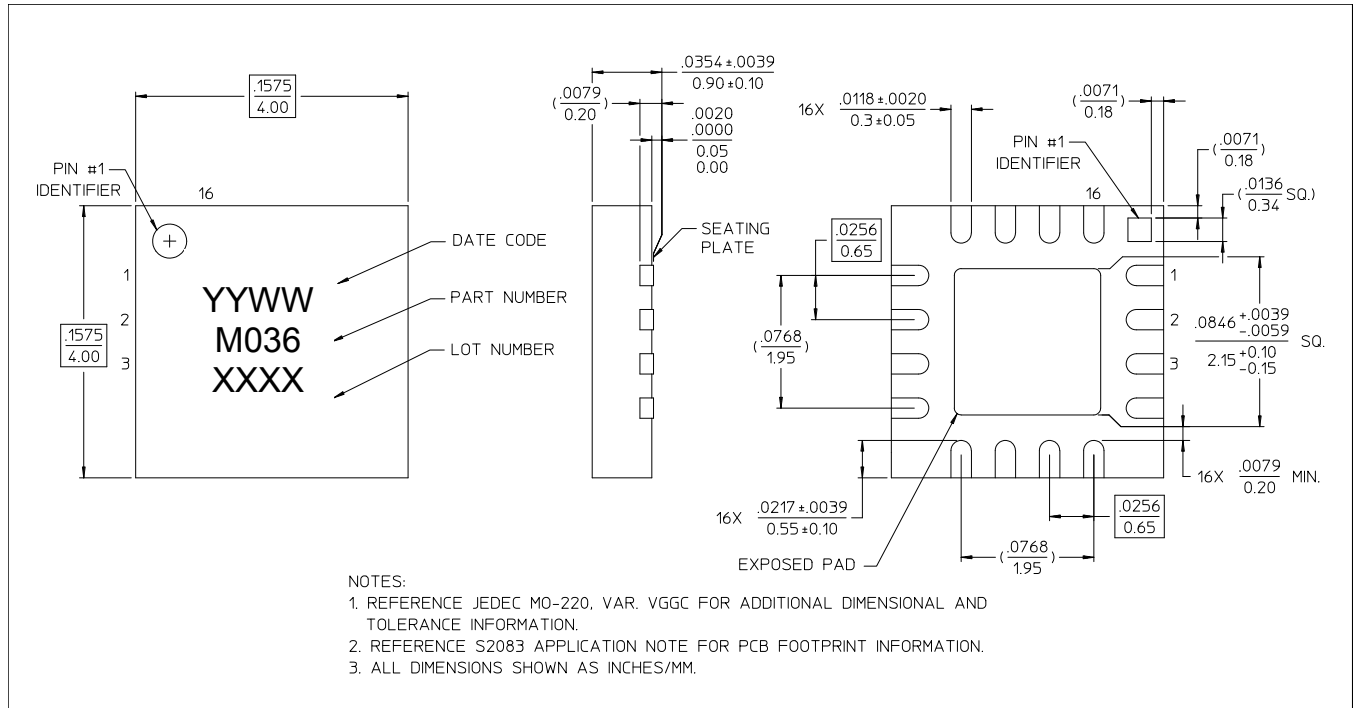 .1575
4.00
PIN #1
IDENTIFIER
16
1
2
3
.1575
4.00
YYWW
M036
XXXX
DATE CODE
PART NUMBER
LOT NUMBER
.0354±.0039
0.90±0.10
(.0079)
0.20
.0020
.0000
0.05
0.00
SEATING
PLATE
16X .0118±.0020
0.3±0.05
(.0071)
0.18
PIN #1
IDENTIFIER
16
(.0071)
0.18
(.0136 SQ.)
0.34
.0256
0.65
(.0768)
1.95
1
2
3
.0846 +.0039
-.0059
SQ.
2.15 +0.10
-0.15
16X .0079 MIN.
0.20
16X .0217±.0039
0.55±0.10
.0256
0.65
(.0768)
1.95
EXPOSED PAD
NOTES:
1. REFERENCE JEDEC MO-220, VAR. VGGC FOR ADDITIONAL DIMENSIONAL AND
TOLERANCE INFORMATION.
2. REFERENCE S2083 APPLICATION NOTE FOR PCB FOOTPRINT INFORMATION.
3. ALL DIMENSIONS SHOWN AS INCHES/MM.